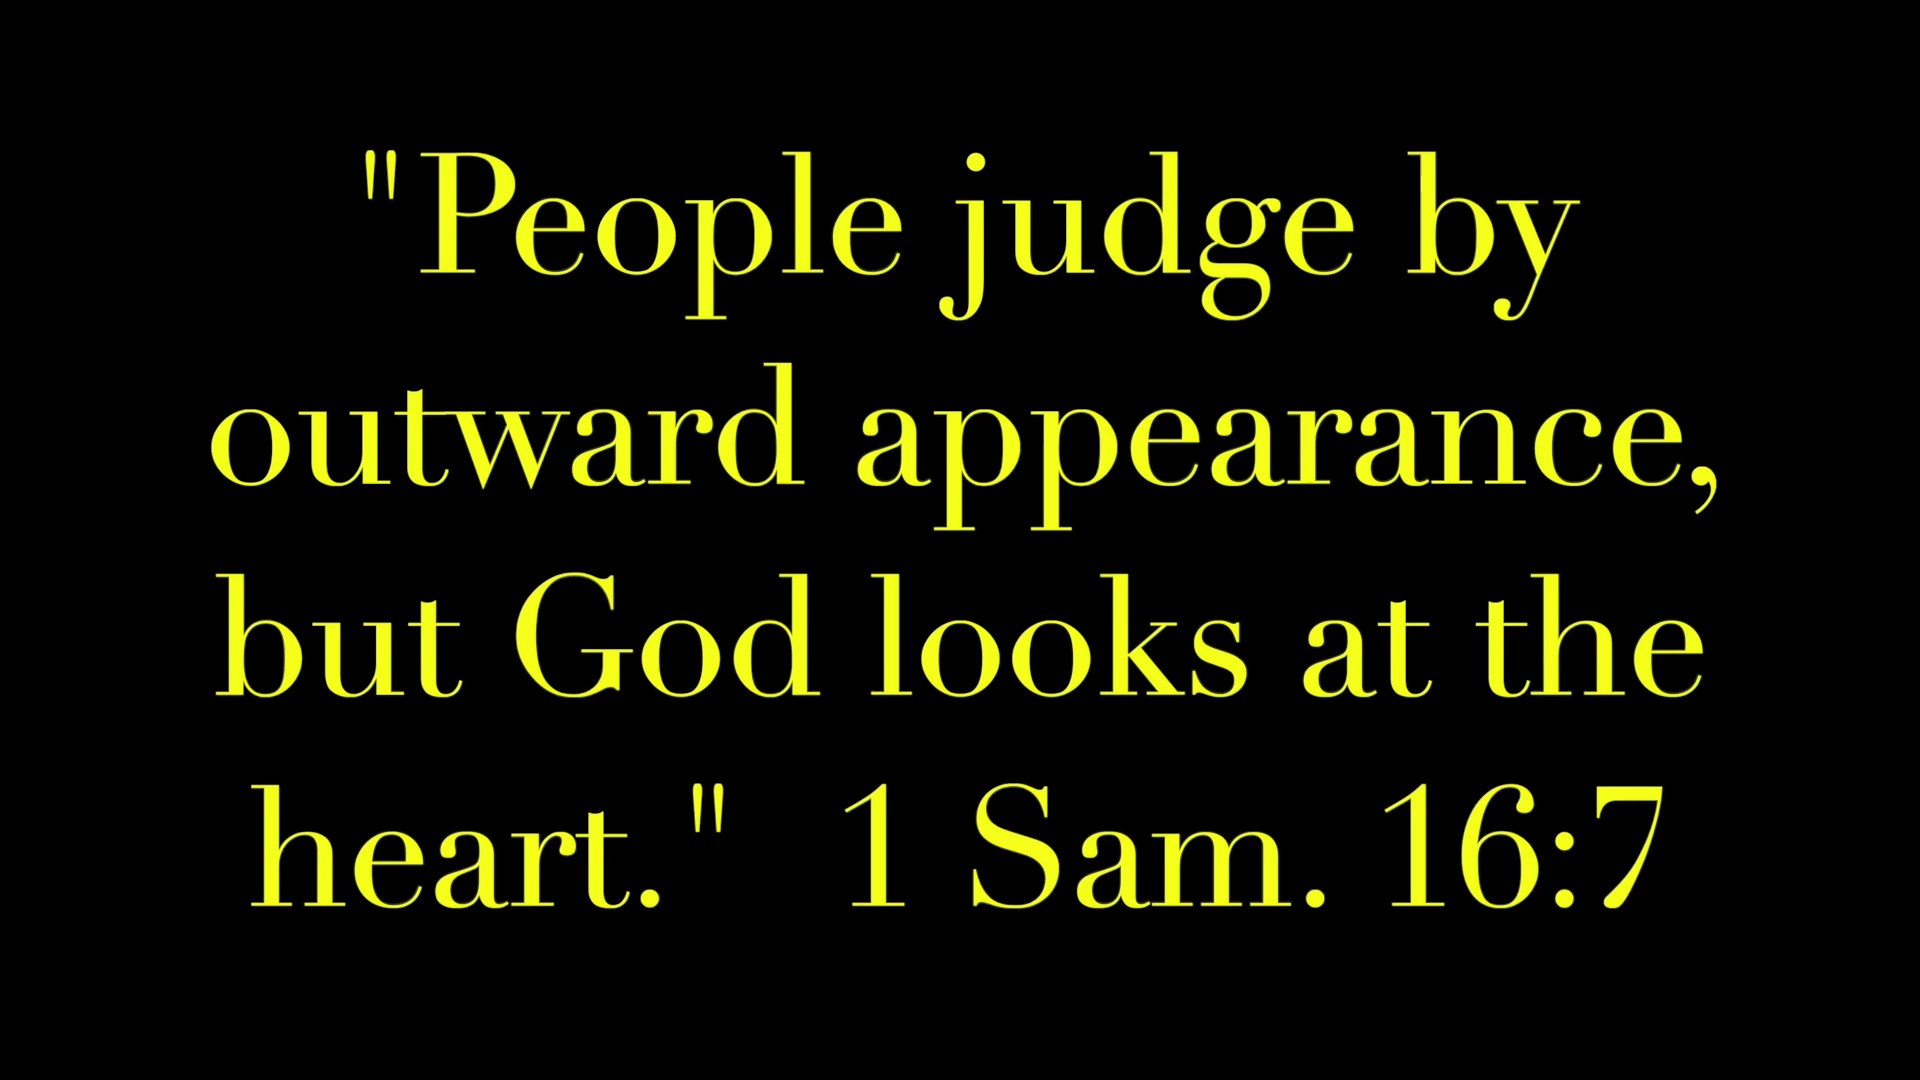 "People judge by
outward appearance,
but God looks at the
heart."  1 Sam. 16:7